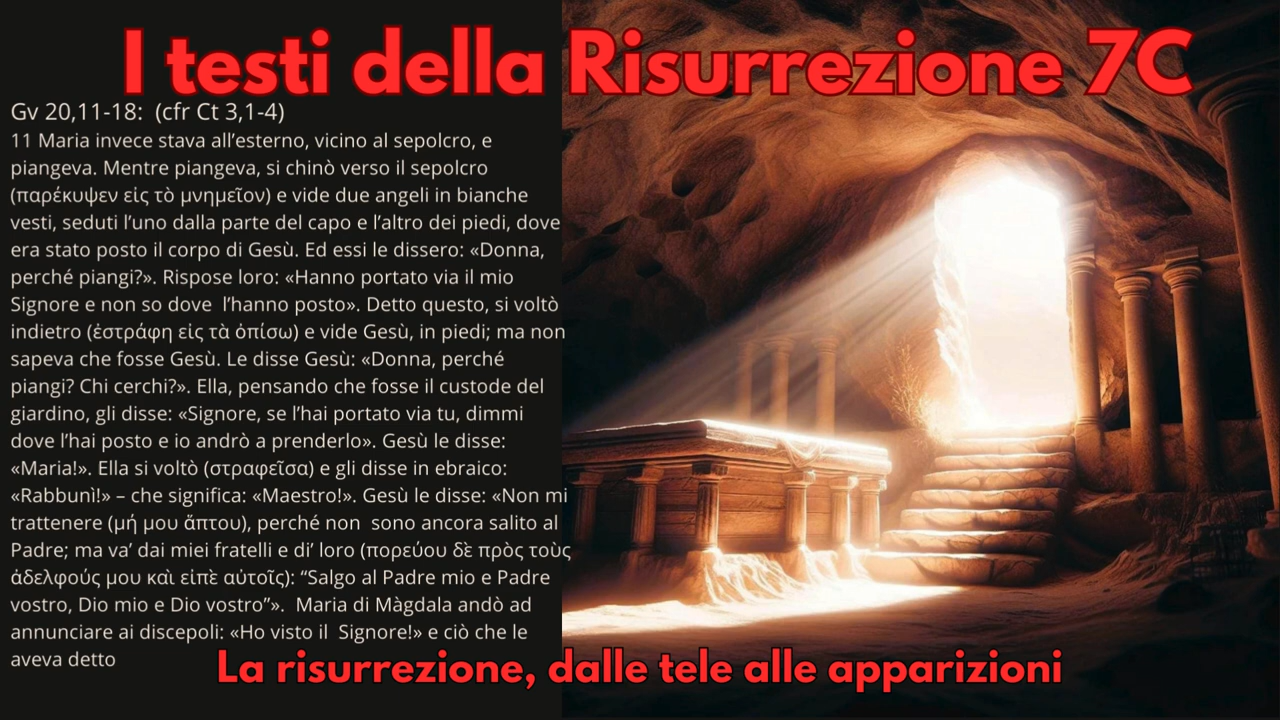 I testi della Risurrezione 7C
Gv 20,11-18:  (cfr Ct 3,1-4)
11 Maria invece stava all’esterno, vicino al sepolcro, e
piangeva. Mentre piangeva, si chinò verso il sepolcro
(παρέκυψεν εἰς τὸ μνημεῖον) e vide due angeli in bianche
vesti, seduti l’uno dalla parte del capo e l’altro dei piedi, dove
era stato posto il corpo di Gesù. Ed essi le dissero: «Donna,
perché piangi?». Rispose loro: «Hanno portato via il mio
Signore e non so dove  l’hanno posto». Detto questo, si voltò
indietro (ἐστράφη εἰς τὰ ὀπίσω) e vide Gesù, in piedi; ma non
sapeva che fosse Gesù. Le disse Gesù: «Donna, perché
piangi? Chi cerchi?». Ella, pensando che fosse il custode del
giardino, gli disse: «Signore, se l’hai portato via tu, dimmi
dove l’hai posto e io andrò a prenderlo». Gesù le disse:
«Maria!». Ella si voltò (στραφεῖσα) e gli disse in ebraico:
«Rabbunì!» – che significa: «Maestro!». Gesù le disse: «Non mi
trattenere (μή μου ἅπτου), perché non  sono ancora salito al
Padre; ma va’ dai miei fratelli e di’ loro (πορεύου δὲ πρὸς τοὺς
ἀδελφούς μου καὶ εἰπὲ αὐτοῖς): “Salgo al Padre mio e Padre
vostro, Dio mio e Dio vostro”».  Maria di Màgdala andò ad
annunciare ai discepoli: «Ho visto il  Signore!» e ciò che le
aveva detto
La risurrezione, dalle tele alle apparizioni